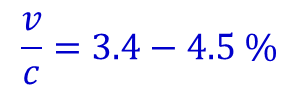 v/c = 3.4 − 4.5 %